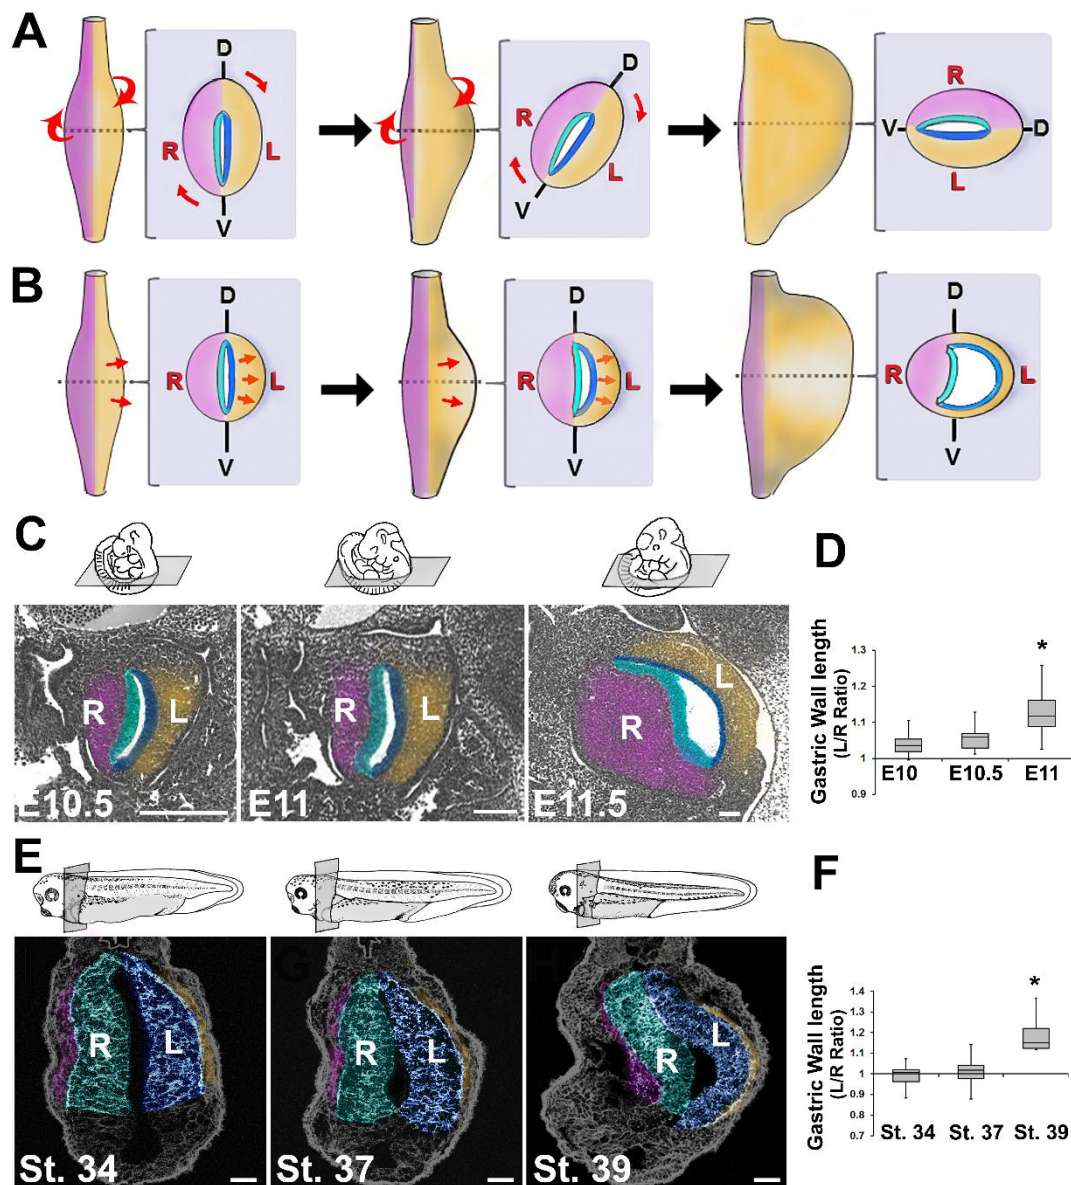 A
D
R
L
V
D
R
L
V
R
V
D
L
B
D
R
L
V
D
R
L
V
D
R
L
V
C
D
R
L
E10.5
R
L
E11
R
L
E11.5
Gastric Wall length
(L/R Ratio)
1.3
1.2
1.1
1
0.9
*
E10
E10.5
E11
E
F
R
L
St. 34
G
R
L
St. 37
H
R
L
St. 39
Gastric Wall length
(L/R Ratio)
1.4
1.3
1.2
1.1
1
0.9
0.8
0.7
*
St. 34
St. 37
St. 39